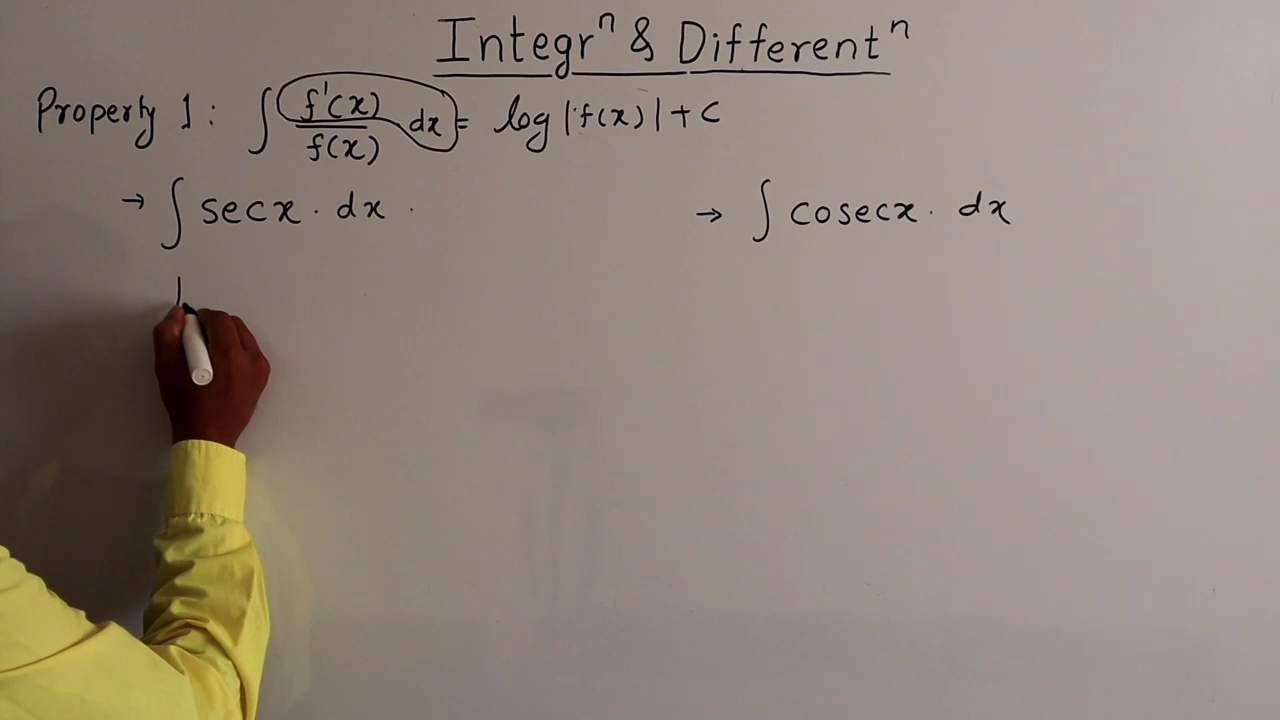 Integrⁿ & Differentⁿ
Property 1 : ∫ f'(x)/f(x) dx = log |f(x)| + c
→ ∫ secx . dx .
→ ∫ cosecx . dx